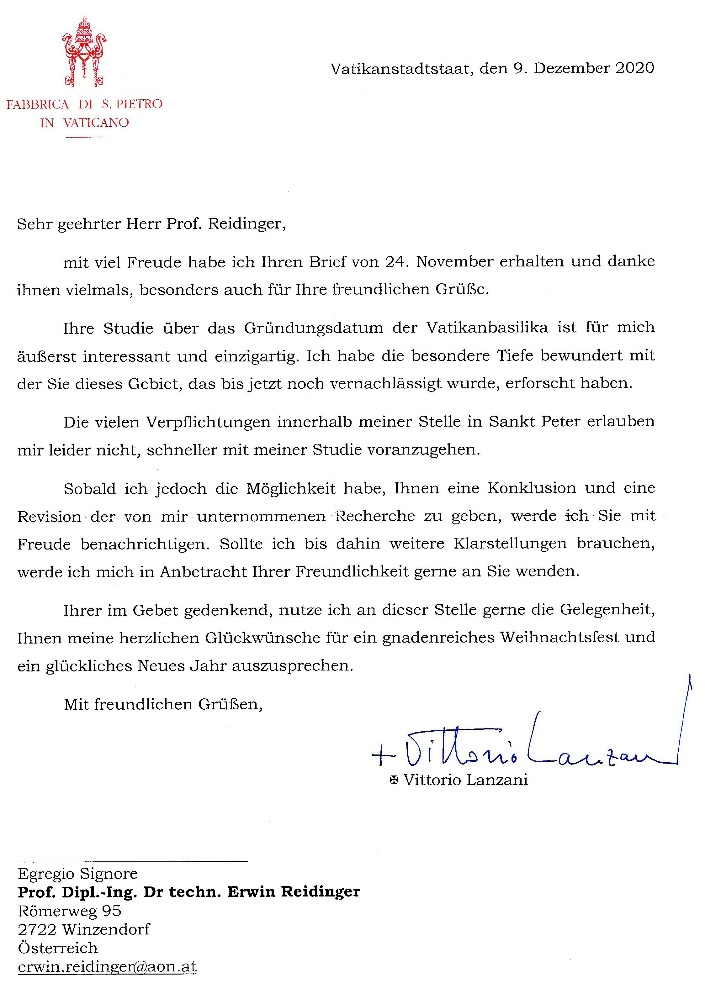 FABBRICA DI S. PIETRO
IN VATICANO
Vatikanstadtstaat, den 9. Dezember 2020
Sehr geehrter Herr Prof. Reidinger,
mit viel Freude habe ich Ihren Brief von 24. November erhalten und danke
ihnen vielmals, besonders auch für Ihre freundlichen Grüße.
Ihre Studie über das Gründungsdatum der Vatikanbasilika ist für mich
äußerst interessant und einzigartig. Ich habe die besondere Tiefe bewundert mit
der Sie dieses Gebiet, das bis jetzt noch vernachlässigt wurde, erforscht haben.
Die vielen Verpflichtungen innerhalb meiner Stelle in Sankt Peter erlauben
mir leider nicht, schneller mit meiner Studie voranzugehen.
Sobald ich jedoch die Möglichkeit habe, Ihnen eine Konklusion und eine
Revision der von mir unternommenen Recherche zu geben, werde ich Sie mit
Freude benachrichtigen. Sollte ich bis dahin weitere Klarstellungen brauchen,
werde ich mich in Anbetracht Ihrer Freundlichkeit gerne an Sie wenden.
Ihrer im Gebet gedenkend, nutze ich an dieser Stelle gerne die Gelegenheit,
Ihnen meine herzlichen Glückwünsche für ein gnadenreiches Weihnachtsfest und
ein glückliches Neues Jahr auszusprechen.
Mit freundlichen Grüßen,
+ Vittorio Lanzani
✠ Vittorio Lanzani
Egregio Signore
Prof. Dipl.-Ing. Dr techn. Erwin Reidinger
Römerweg 95
2722 Winzendorf
Österreich
erwin.reidinger@aon.at